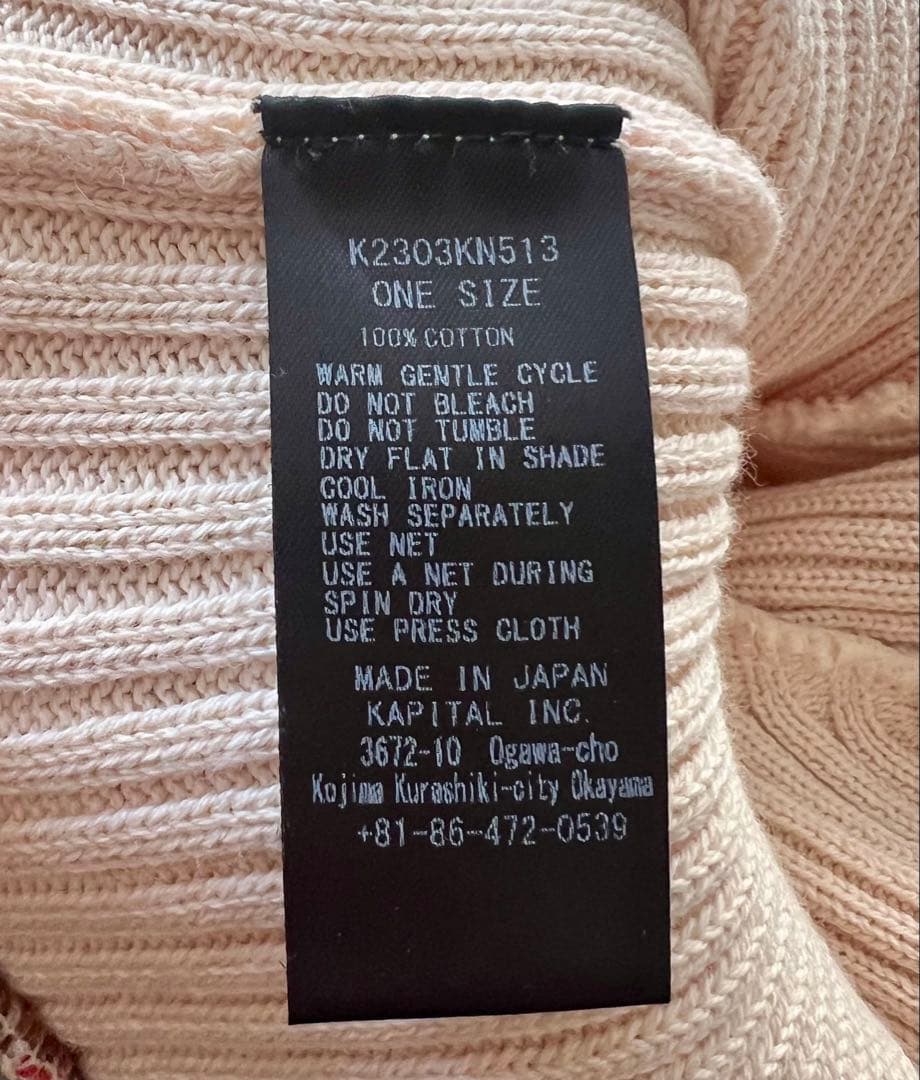 K2303KN513
ONE SIZE
100% COTTON
WARM GENTLE CYCLE
DO NOT BLEACH
DO NOT TUMBLE
DRY FLAT IN SHADE
COOL IRON
WASH SEPARATELY
USE NET
USE A NET DURING
SPIN DRY
USE PRESS CLOTH
MADE IN JAPAN
KAPITAL INC.
3672-10 Ogawa-cho
Kojima Kurashiki-city Okayama
+81-86-472-0539